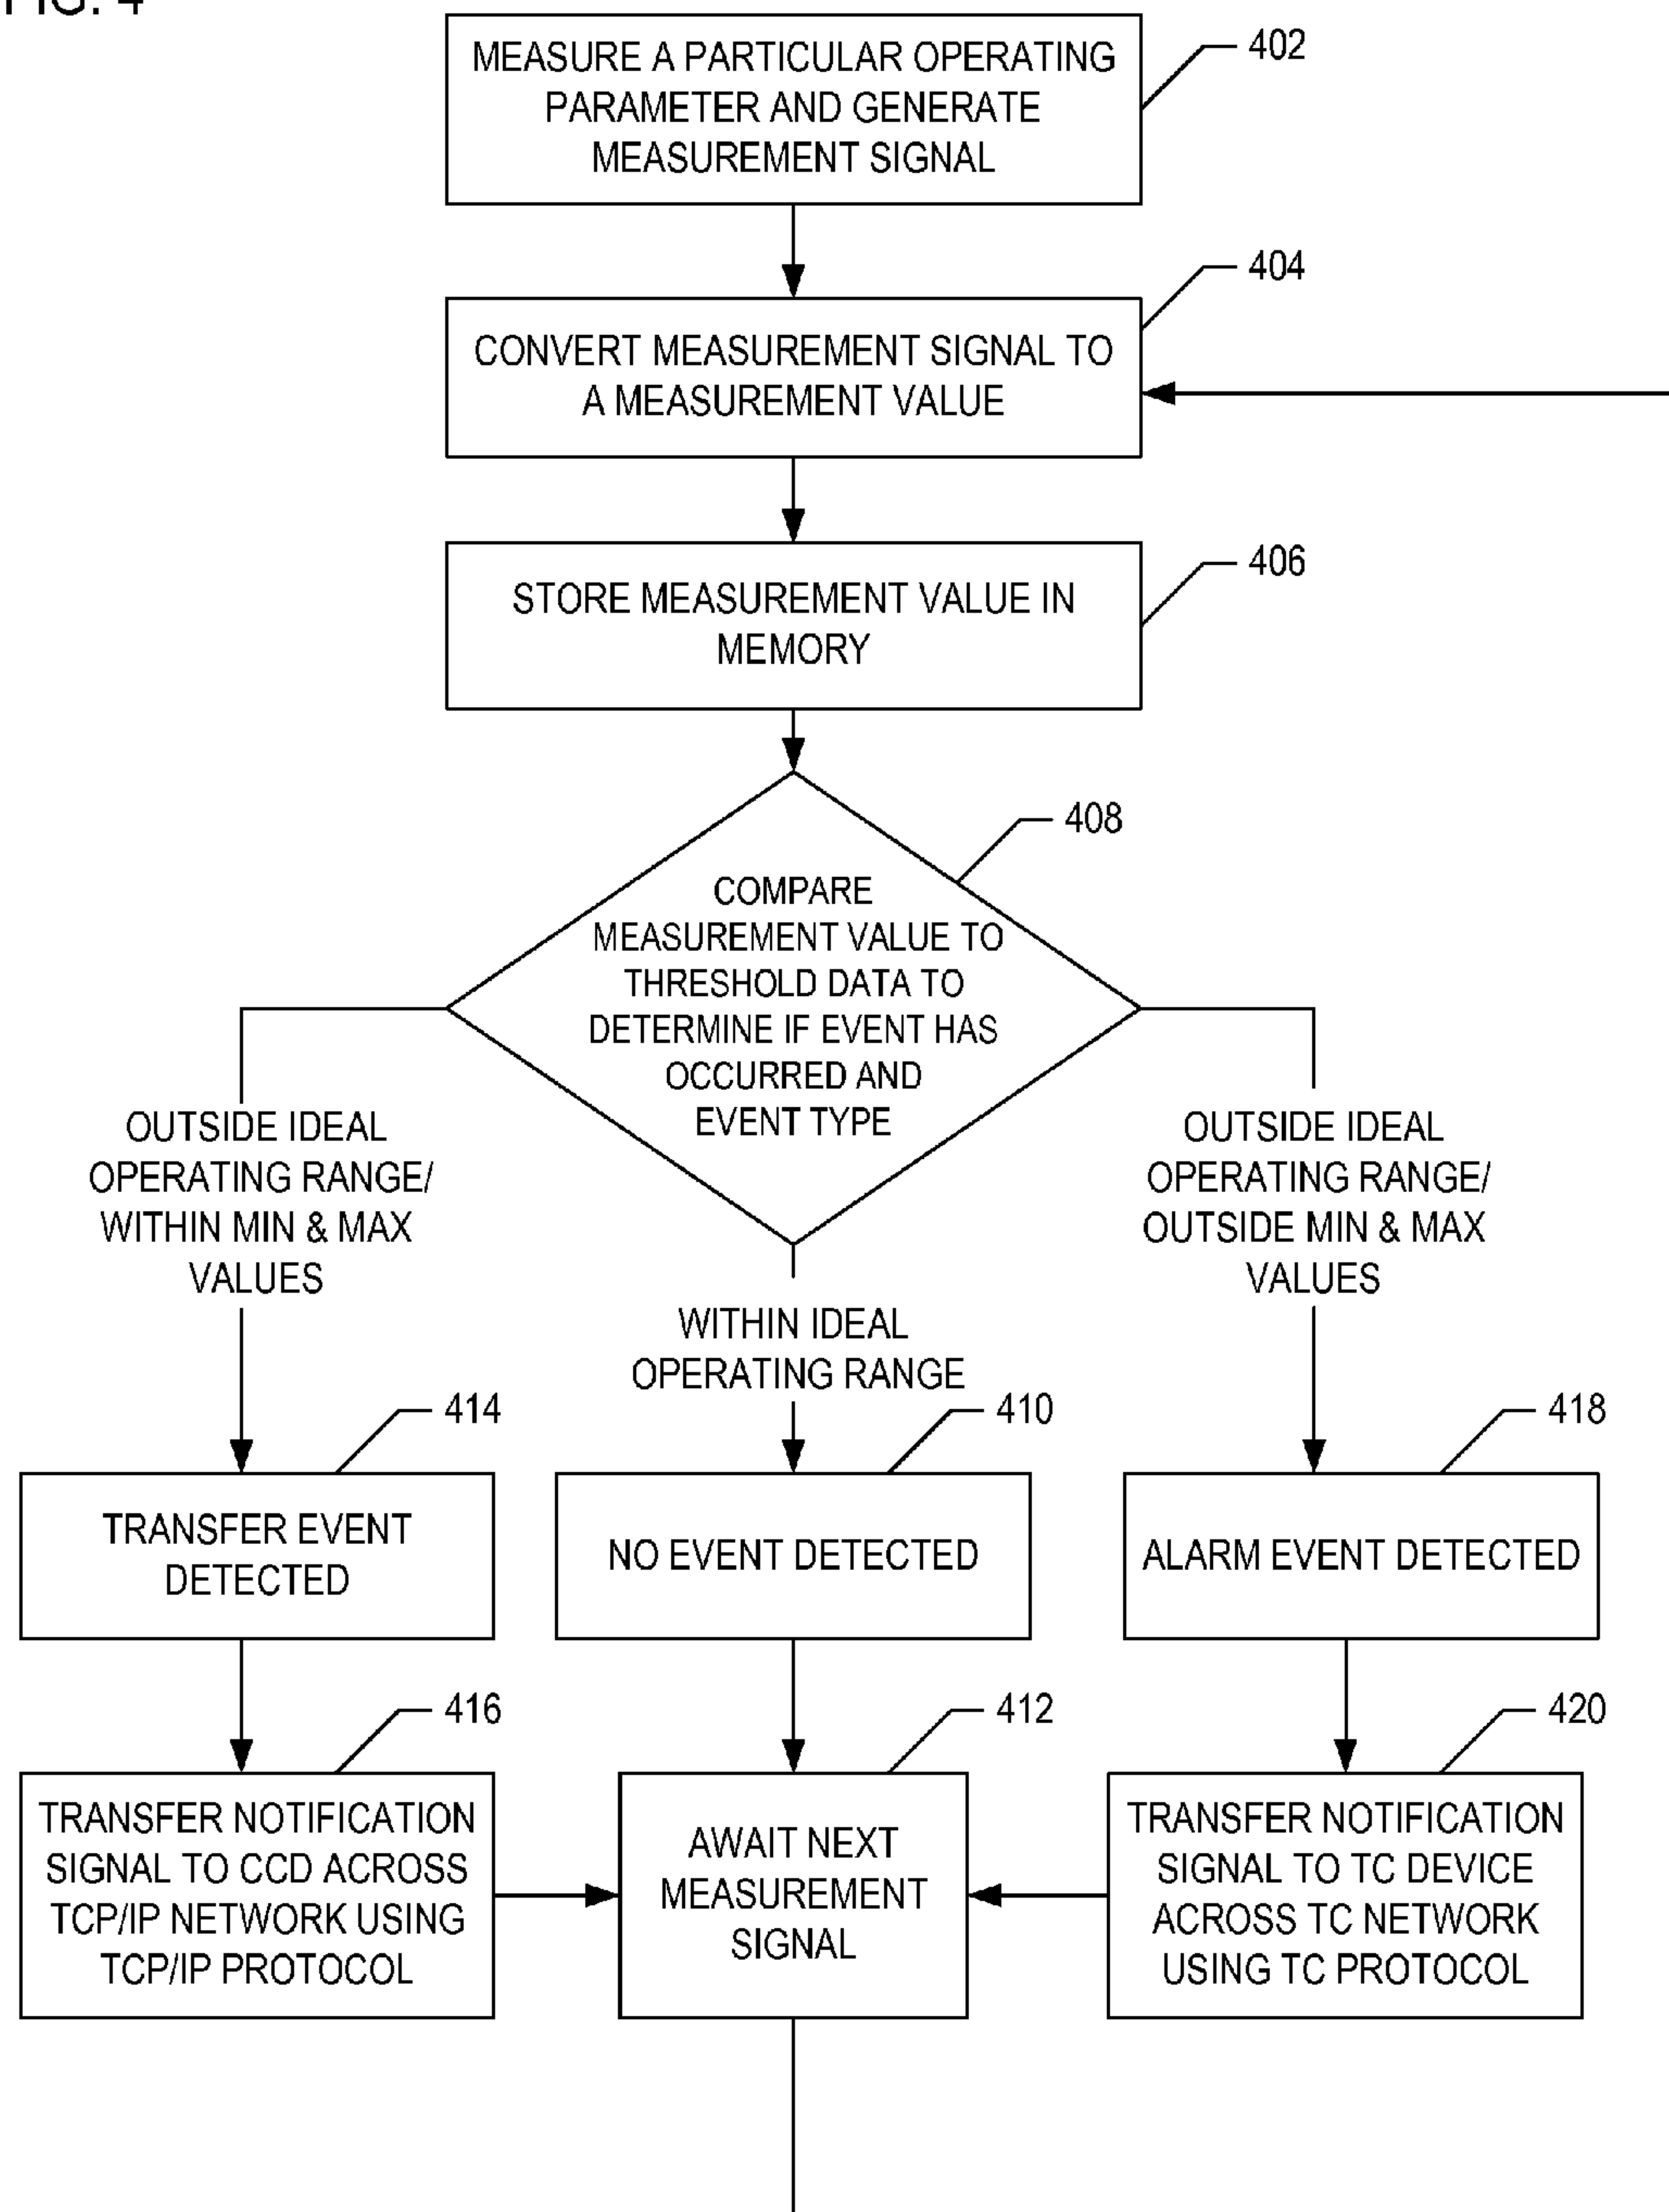 FIG. 4
MEASURE A PARTICULAR OPERATING
PARAMETER AND GENERATE
MEASUREMENT SIGNAL
402
CONVERT MEASUREMENT SIGNAL TO
A MEASUREMENT VALUE
404
STORE MEASUREMENT VALUE IN
MEMORY
406
COMPARE
MEASUREMENT VALUE TO
THRESHOLD DATA TO
DETERMINE IF EVENT HAS
OCCURRED AND
EVENT TYPE
408
OUTSIDE IDEAL
OPERATING RANGE/
WITHIN MIN & MAX
VALUES
WITHIN IDEAL
OPERATING RANGE
OUTSIDE IDEAL
OPERATING RANGE/
OUTSIDE MIN & MAX
VALUES
414
TRANSFER EVENT
DETECTED
410
NO EVENT DETECTED
418
ALARM EVENT DETECTED
416
TRANSFER NOTIFICATION
SIGNAL TO CCD ACROSS
TCP/IP NETWORK USING
TCP/IP PROTOCOL
412
AWAIT NEXT
MEASUREMENT
SIGNAL
420
TRANSFER NOTIFICATION
SIGNAL TO TC DEVICE
ACROSS TC NETWORK
USING TC PROTOCOL